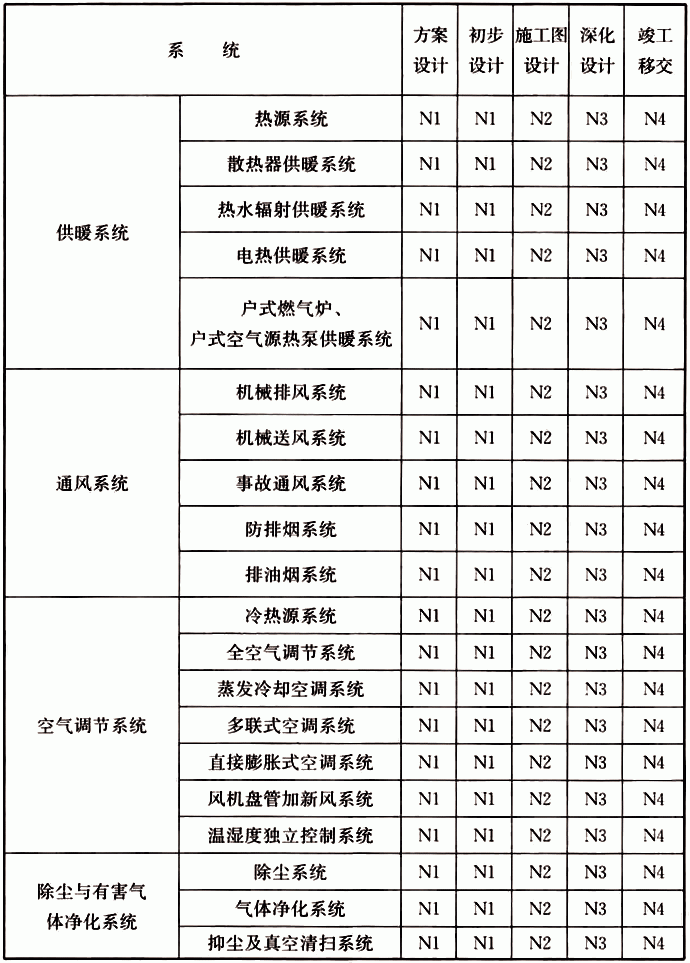 系 统 方案设计 初步设计 施工图设计 深化设计 竣工移交
供暖系统 热源系统 N1 N1 N2 N3 N4
散热器供暖系统 N1 N1 N2 N3 N4
热水辐射供暖系统 N1 N1 N2 N3 N4
电热供暖系统 N1 N1 N2 N3 N4
户式燃气炉、
户式空气源热泵供暖系统 N1 N1 N2 N3 N4
通风系统 机械排风系统 N1 N1 N2 N3 N4
机械送风系统 N1 N1 N2 N3 N4
事故通风系统 N1 N1 N2 N3 N4
防排烟系统 N1 N1 N2 N3 N4
排油烟系统 N1 N1 N2 N3 N4
空气调节系统 冷热源系统 N1 N1 N2 N3 N4
全空气调节系统 N1 N1 N2 N3 N4
蒸发冷却空调系统 N1 N1 N2 N3 N4
多联式空调系统 N1 N1 N2 N3 N4
直接膨胀式空调系统 N1 N1 N2 N3 N4
风机盘管加新风系统 N1 N1 N2 N3 N4
温湿度独立控制系统 N1 N1 N2 N3 N4
除尘与有害气
体净化系统 除尘系统 N1 N1 N2 N3 N4
气体净化系统 N1 N1 N2 N3 N4
抑尘及真空清扫系统 N1 N1 N2 N3 N4